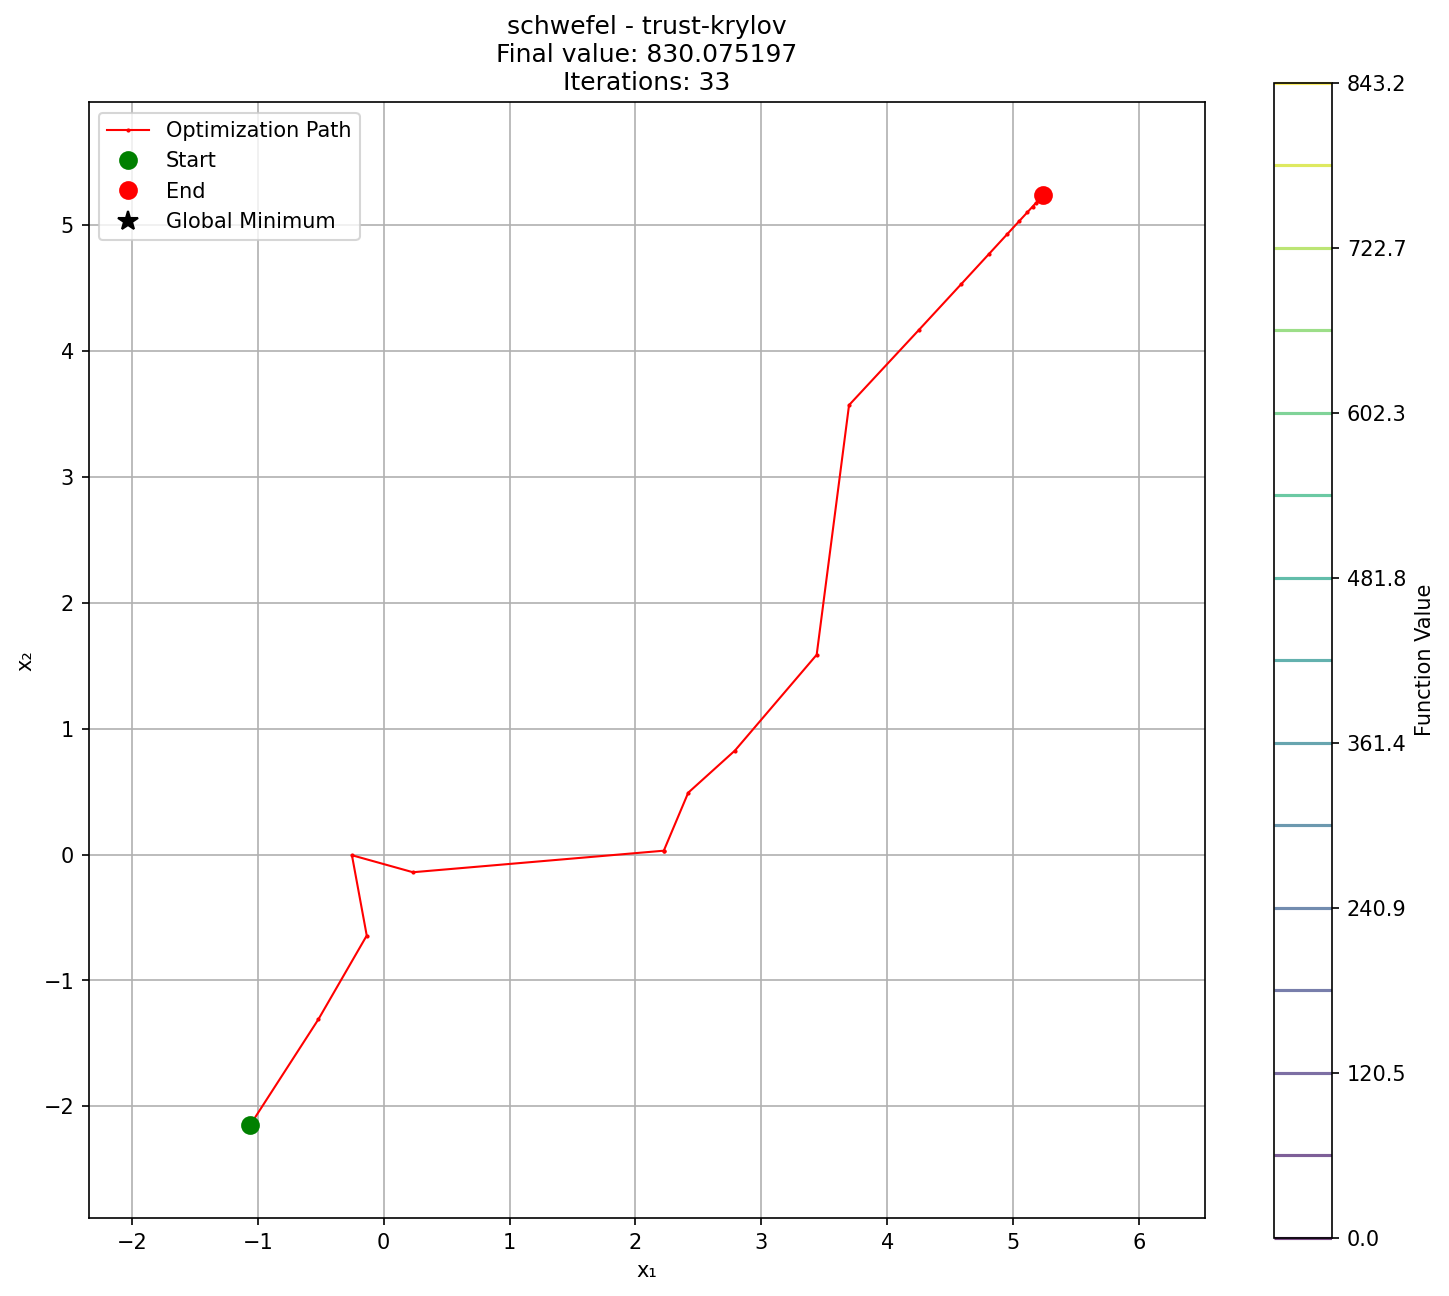 schwefel - trust-krylov
Final value: 830.075197
Iterations: 33
Optimization Path
Start
End
Global Minimum
5
4
3
2
1
0
−1
−2
x₂
−2
−1
0
1
2
3
4
5
6
x₁
843.2
722.7
602.3
481.8
361.4
240.9
120.5
0.0
Function Value